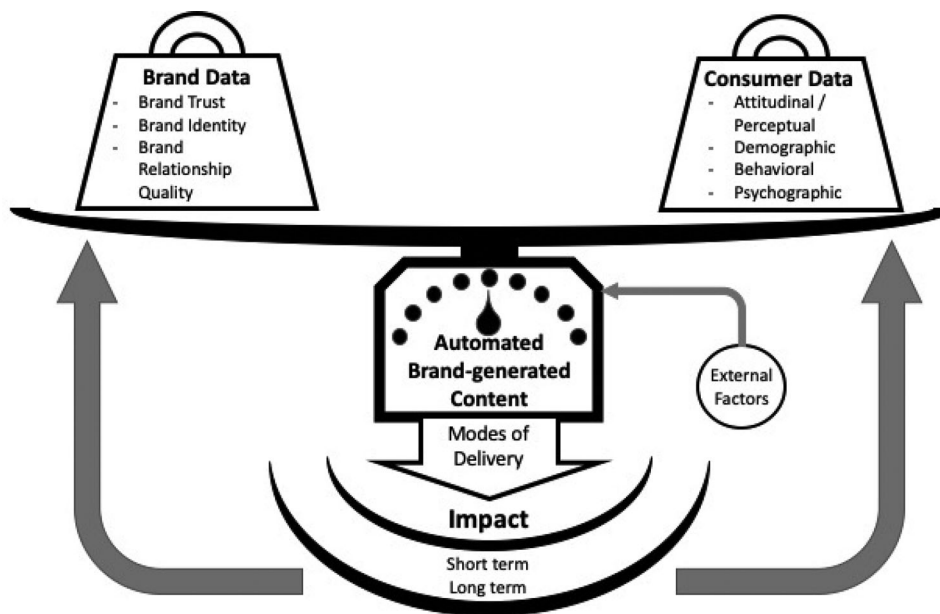 Brand Data
- Brand Trust
- Brand Identity
- Brand
Relationship
Quality
Consumer Data
- Attitudinal /
Perceptual
- Demographic
- Behavioral
- Psychographic
Automated
Brand-generated
Content
External
Factors
Modes of
Delivery
Impact
Short term
Long term